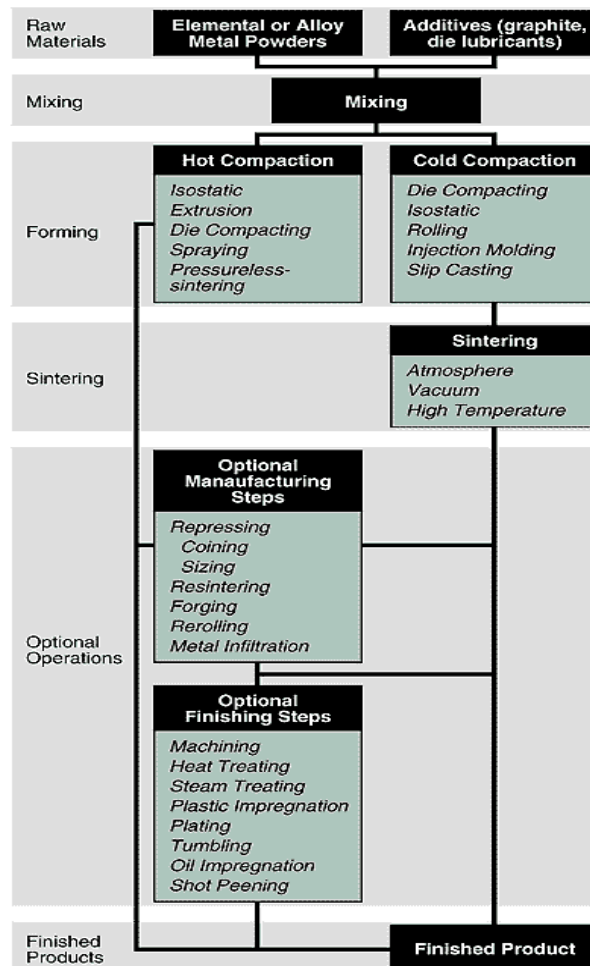 Raw
Materials
Elemental or Alloy
Metal Powders
Additives (graphite,
die lubricants)
Mixing
Mixing
Forming
Hot Compaction
Isostatic
Extrusion
Die Compacting
Spraying
Pressureless-
sintering
Cold Compaction
Die Compacting
Isostatic
Rolling
Injection Molding
Slip Casting
Sintering
Sintering
Atmosphere
Vacuum
High Temperature
Optional
Operations
Optional
Manaufacturing
Steps
Repressing
Coining
Sizing
Resintering
Forging
Rerolling
Metal Infiltration
Optional
Finishing Steps
Machining
Heat Treating
Steam Treating
Plastic Impregnation
Plating
Tumbling
Oil Impregnation
Shot Peening
Finished
Products
Finished Product